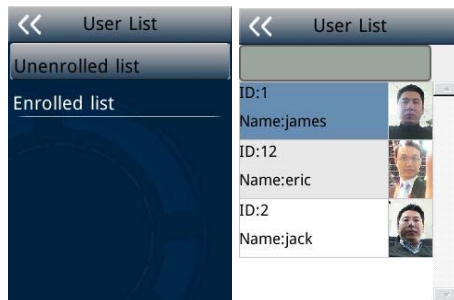 User List
Unenrolled list
Enrolled list
User List
ID:1
Name:james
ID:12
Name:eric
ID:2
Name:jack